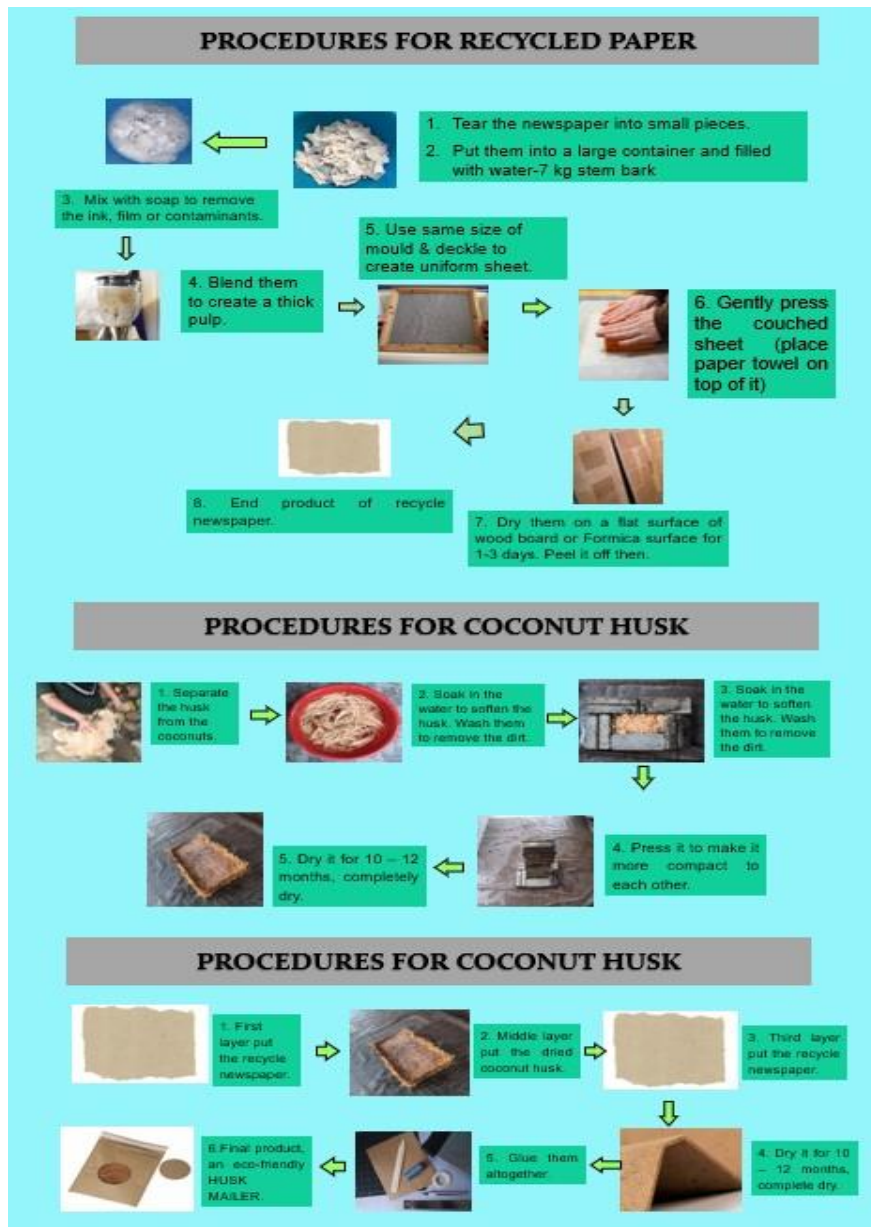 PROCEDURES FOR RECYCLED PAPER
1. Tear the newspaper into small pieces.
2. Put them into a large container and filled
with water-7 kg stem bark
3. Mix with soap to remove
the ink, film or contaminants.
4. Blend them
to create a thick
pulp.
5. Use same size of
mould & deckle to
create uniform sheet.
6. Gently press
the couched
sheet (place
paper towel on
top of it)
7. Dry them on a flat surface of
wood board or Formica surface for
1-3 days. Peel it off then.
8. End product of recycle
newspaper.
PROCEDURES FOR COCONUT HUSK
1. Separate
the husk
from the
coconuts.
2. Soak in the
water to soften the
husk. Wash them
to remove the dirt.
3. Soak in the
water to soften
the husk. Wash
them to remove
the dirt.
4. Press it to make it
more compact to
each other.
5. Dry it for 10 – 12
months, completely
dry.
PROCEDURES FOR COCONUT HUSK
1. First
layer put
the recycle
newspaper.
2. Middle layer
put the dried
coconut husk.
3. Third layer
put the recycle
newspaper.
4. Dry it for 10
– 12 months,
complete dry.
5. Glue them
altogether.
6.Final product,
an eco-friendly
HUSK
MAILER.